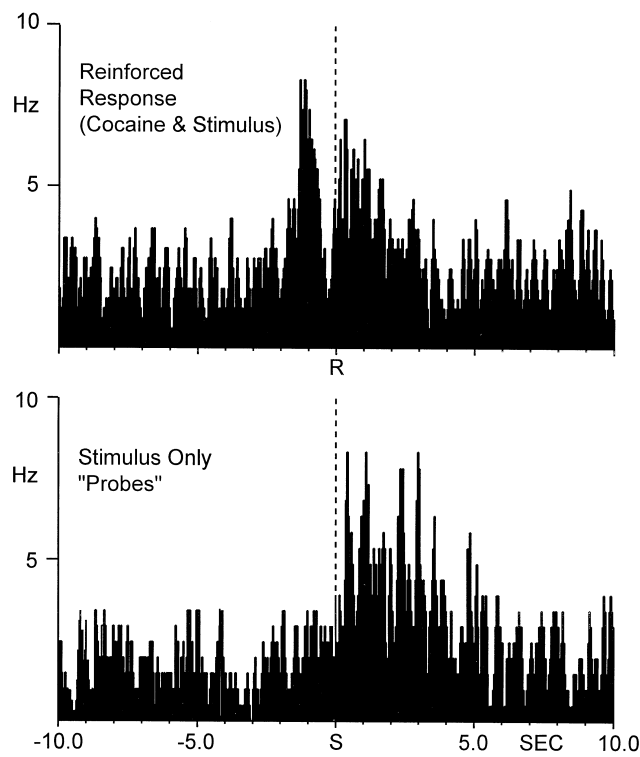 10
Reinforced
Response
(Cocaine & Stimulus)
Hz
5
R
10
Stimulus Only
"Probes"
Hz
5
-10.0 -5.0 S 5.0 SEC 10.0